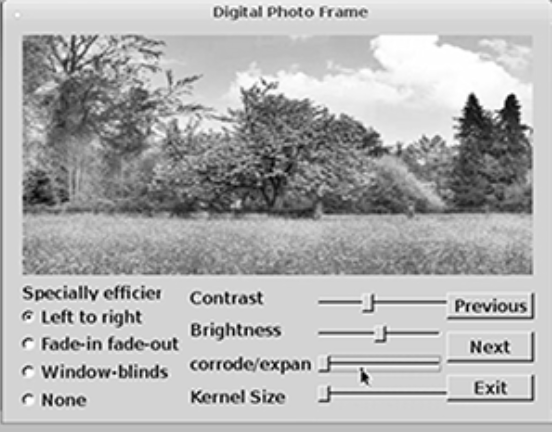 Digital Photo Frame
Specially efficier
Left to right
Fade-in fade-out
Window-blinds
None
Contrast
Brightness
corrode/expan
Kernel Size
Previous
Next
Exit